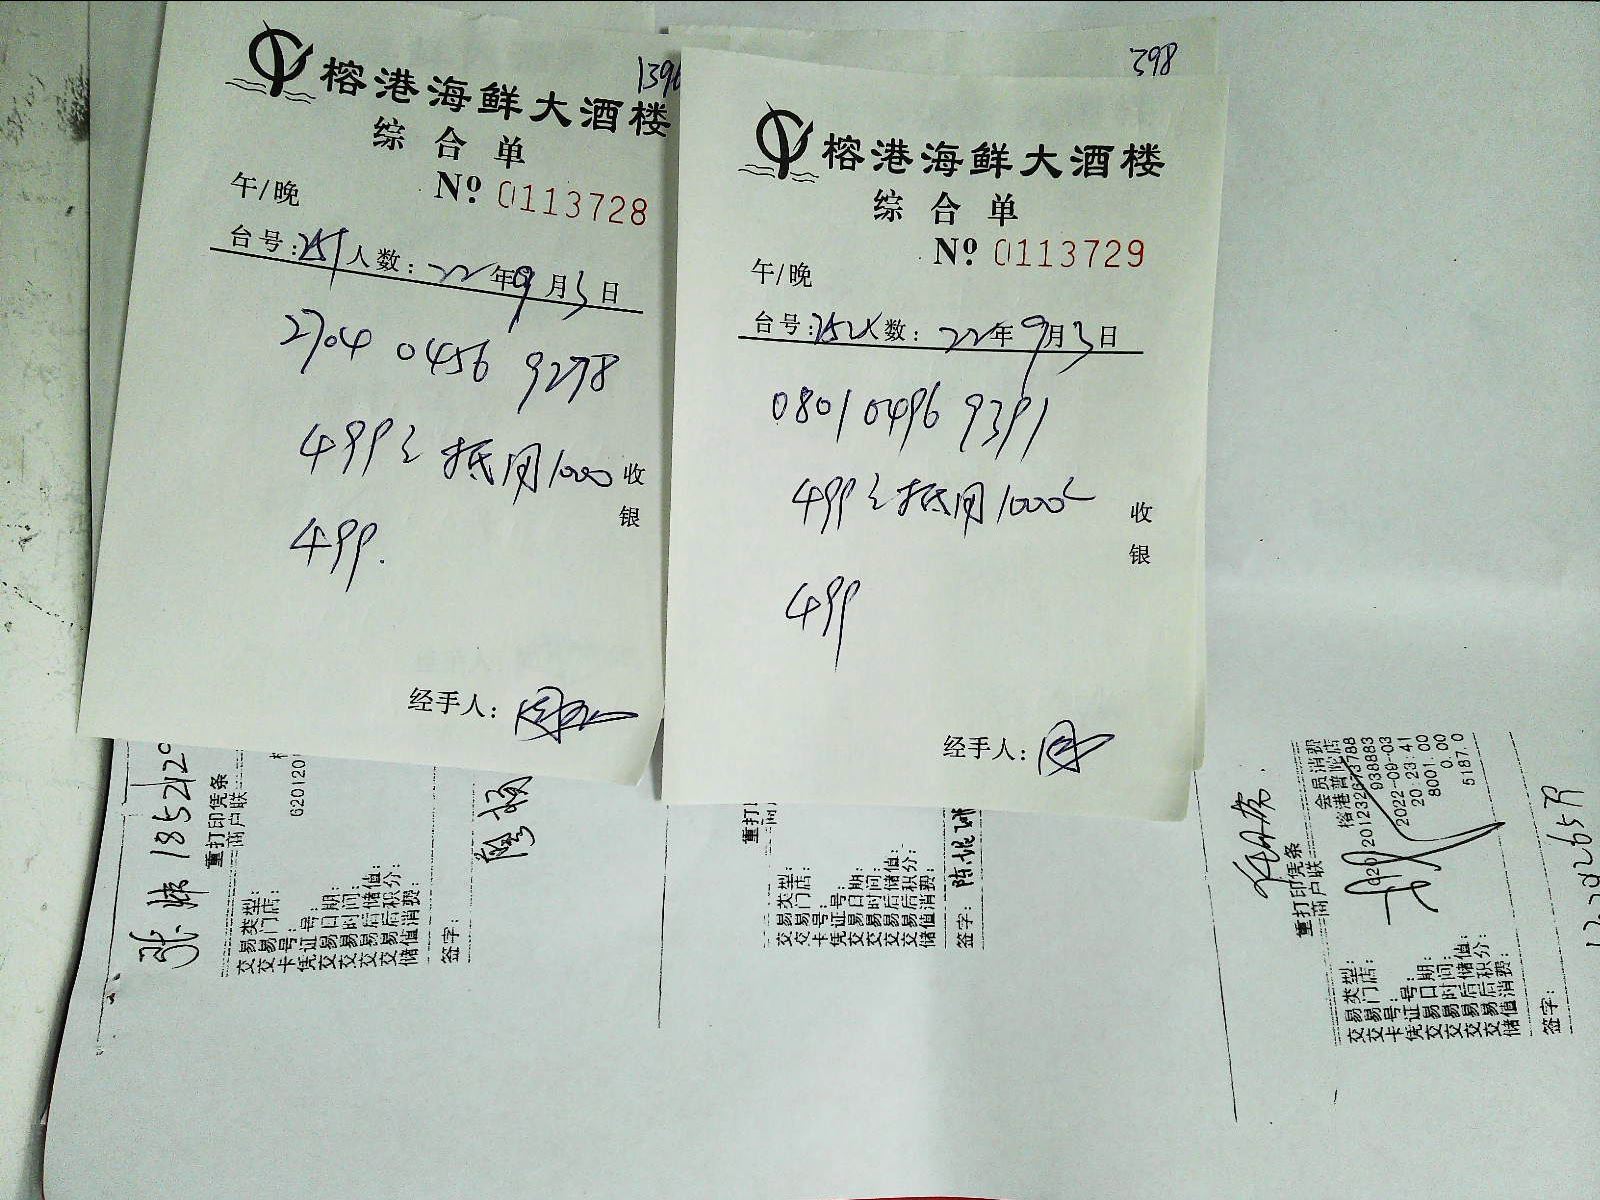 1396
榕港海鲜大酒楼
综合单
午/晚
Nº 0113728
台号:251 人数: 22年9月3日
2704 0456 9278
499元抵用1000
499.
收
银
经手人:
398
榕港海鲜大酒楼
综合单
Nº 0113729
午/晚
台号:252 人数: 22年9月3日
0801 0496 9391
499元抵用1000元
499
收
银
经手人:
重打印凭条
商户联
620120
交易类型:
交易门店:
卡号:
凭证号:
交易日期:
交易时间:
交易后储值:
交易后积分:
储值消费:
签字:
重打印
交易类型:
交易门店:
卡号:
凭证号:
交易日期:
交易时间:
交易后储值:
交易后积分:
储值消费:
签字:
重打印凭条
商户联
交易类型: 会员消费
交易门店: 榕港普陀店
卡号:
凭证号: 938883
交易日期: 2022-09-03
交易时间: 20:23:41
交易后储值: 8001.00
交易后积分: 0.00
储值消费: 5187.0
签字: